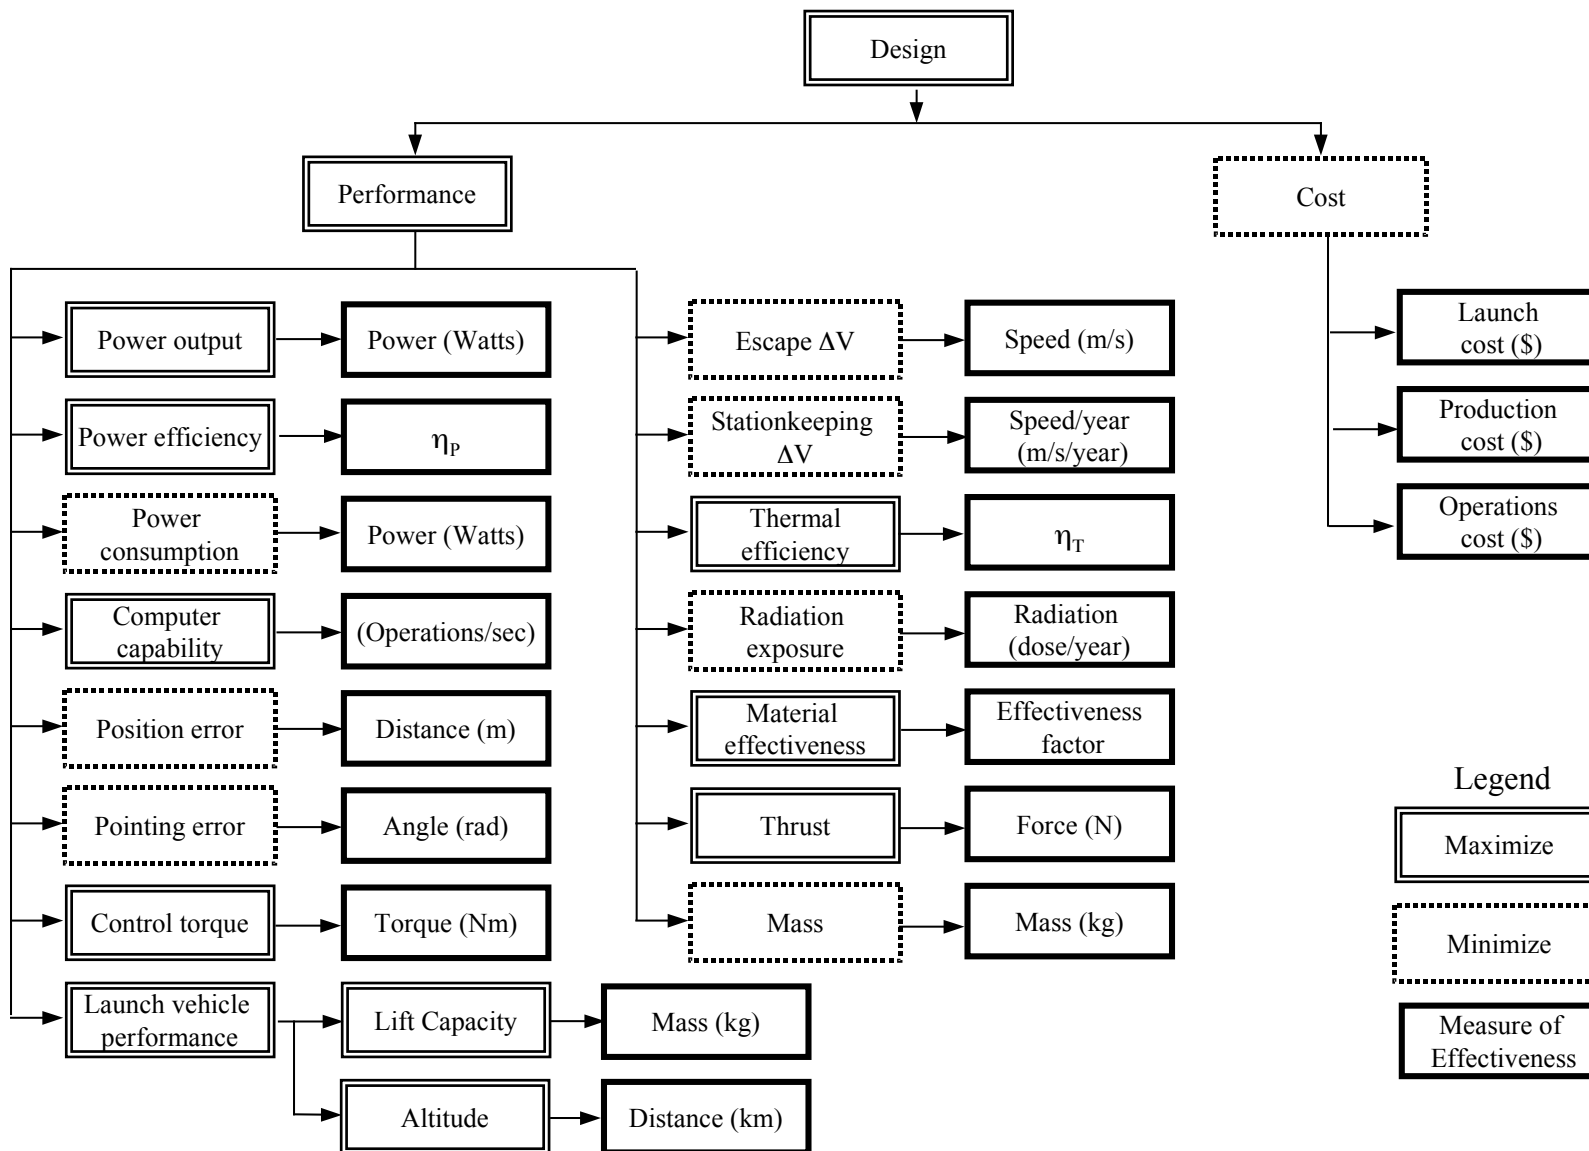 Design
Performance
Cost
Power output
Power (Watts)
Power efficiency
ηP
Power
consumption
Power (Watts)
Computer
capability
(Operations/sec)
Position error
Distance (m)
Pointing error
Angle (rad)
Control torque
Torque (Nm)
Launch vehicle
performance
Lift Capacity
Mass (kg)
Altitude
Distance (km)
Escape ΔV
Speed (m/s)
Stationkeeping
ΔV
Speed/year
(m/s/year)
Thermal
efficiency
ηT
Radiation
exposure
Radiation
(dose/year)
Material
effectiveness
Effectiveness
factor
Thrust
Force (N)
Mass
Mass (kg)
Launch
cost ($)
Production
cost ($)
Operations
cost ($)
Legend
Maximize
Minimize
Measure of
Effectiveness